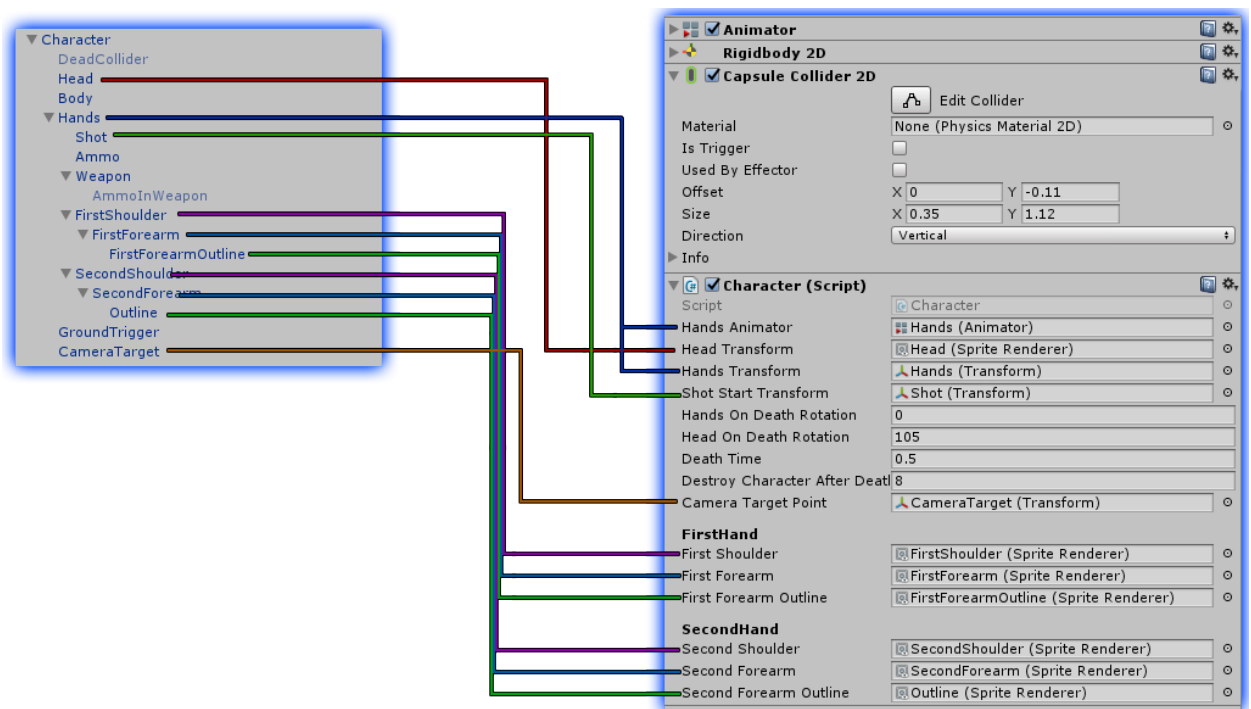 Character
DeadCollider
Head
Body
Hands
Shot
Ammo
Weapon
AmmoInWeapon
FirstShoulder
FirstForearm
FirstForearmOutline
SecondShoulder
SecondForearm
Outline
GroundTrigger
CameraTarget
Animator
Rigidbody 2D
Capsule Collider 2D
Edit Collider
Material None (Physics Material 2D)
Is Trigger
Used By Effector
Offset X 0 Y -0.11
Size X 0.35 Y 1.12
Direction Vertical
Info
Character (Script)
Script Character
Hands Animator Hands (Animator)
Head Transform Head (Sprite Renderer)
Hands Transform Hands (Transform)
Shot Start Transform Shot (Transform)
Hands On Death Rotation 0
Head On Death Rotation 105
Death Time 0.5
Destroy Character After Deatl 8
Camera Target Point CameraTarget (Transform)
FirstHand
First Shoulder FirstShoulder (Sprite Renderer)
First Forearm FirstForearm (Sprite Renderer)
First Forearm Outline FirstForearmOutline (Sprite Renderer)
SecondHand
Second Shoulder SecondShoulder (Sprite Renderer)
Second Forearm SecondForearm (Sprite Renderer)
Second Forearm Outline Outline (Sprite Renderer)